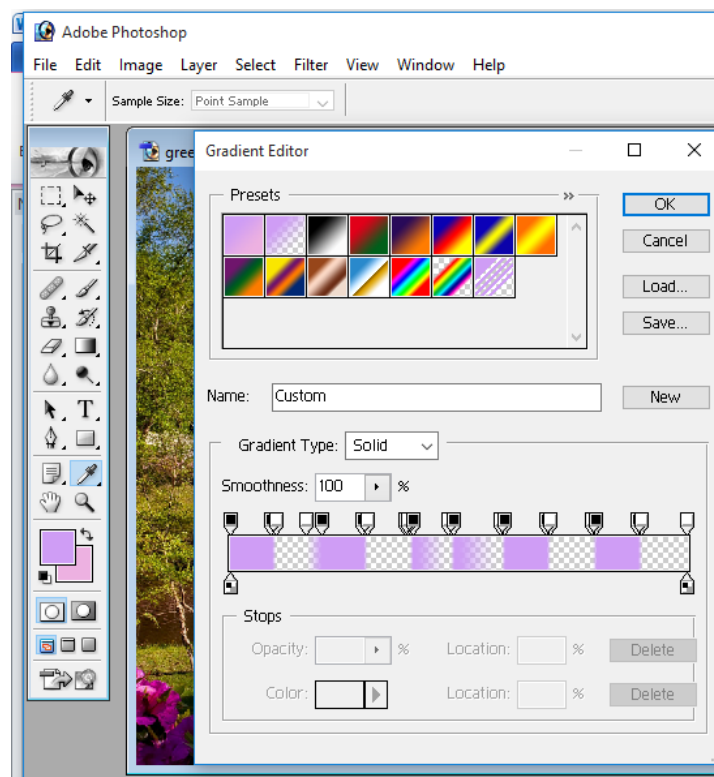 Adobe Photoshop
File Edit Image Layer Select Filter View Window Help
Sample Size: Point Sample
gree
Gradient Editor
Presets
OK
Cancel
Load...
Save...
Name: Custom
New
Gradient Type: Solid
Smoothness: 100 %
Stops
Opacity: % Location: % Delete
Color: Location: % Delete